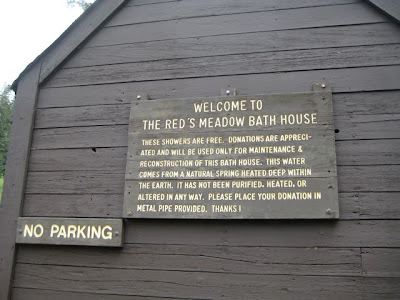 WELCOME TO
THE RED'S MEADOW BATH HOUSE
THESE SHOWERS ARE FREE. DONATIONS ARE APPRECI-
ATED AND WILL BE USED ONLY FOR MAINTENANCE &
RECONSTRUCTION OF THIS BATH HOUSE. THIS WATER
COMES FROM A NATURAL SPRING HEATED DEEP WITHIN
THE EARTH. IT HAS NOT BEEN PURIFIED, HEATED, OR
ALTERED IN ANY WAY. PLEASE PLACE YOUR DONATION IN
METAL PIPE PROVIDED. THANKS!
NO PARKING